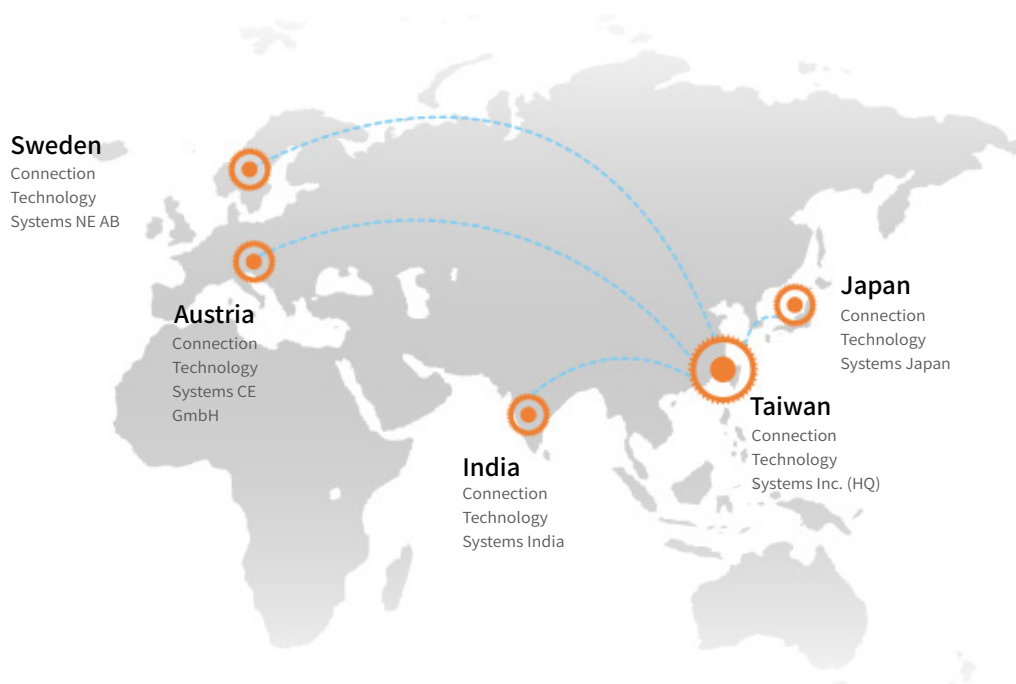 Sweden
Connection
Technology
Systems NE AB
Austria
Connection
Technology
Systems CE
GmbH
India
Connection
Technology
Systems India
Japan
Connection
Technology
Systems Japan
Taiwan
Connection
Technology
Systems Inc. (HQ)